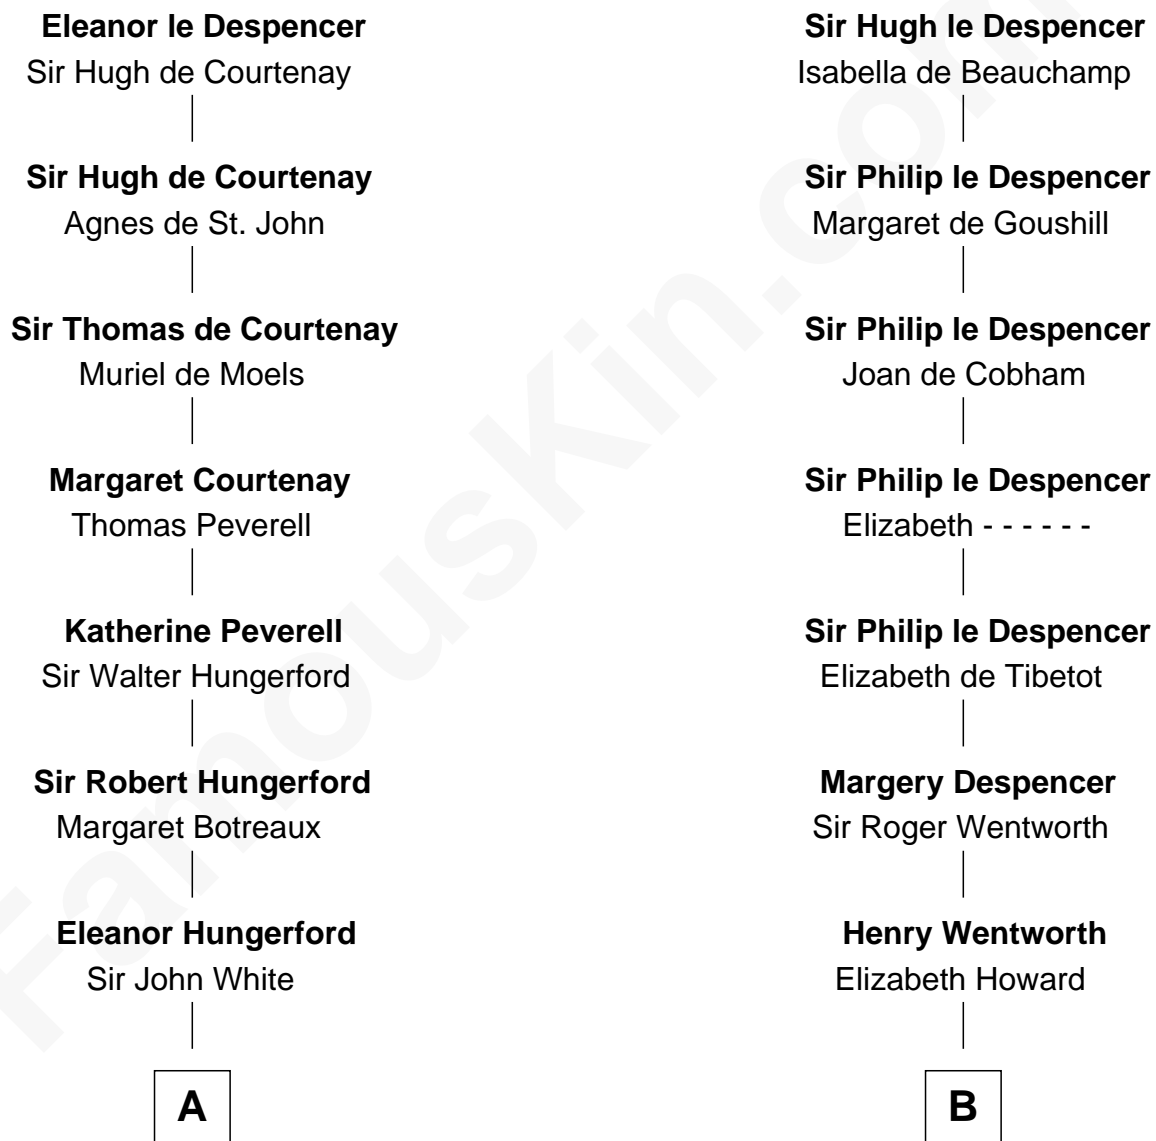 Eleanor le Despencer
Sir Hugh de Courtenay
Sir Hugh de Courtenay
Agnes de St. John
Sir Thomas de Courtenay
Muriel de Moels
Margaret Courtenay
Thomas Peverell
Katherine Peverell
Sir Walter Hungerford
Sir Robert Hungerford
Margaret Botreaux
Eleanor Hungerford
Sir John White
A
Sir Hugh le Despencer
Isabella de Beauchamp
Sir Philip le Despencer
Margaret de Goushill
Sir Philip le Despencer
Joan de Cobham
Sir Philip le Despencer
Elizabeth - - - - - -
Sir Philip le Despencer
Elizabeth de Tibetot
Margery Despencer
Sir Roger Wentworth
Henry Wentworth
Elizabeth Howard
B
FamousKin.com